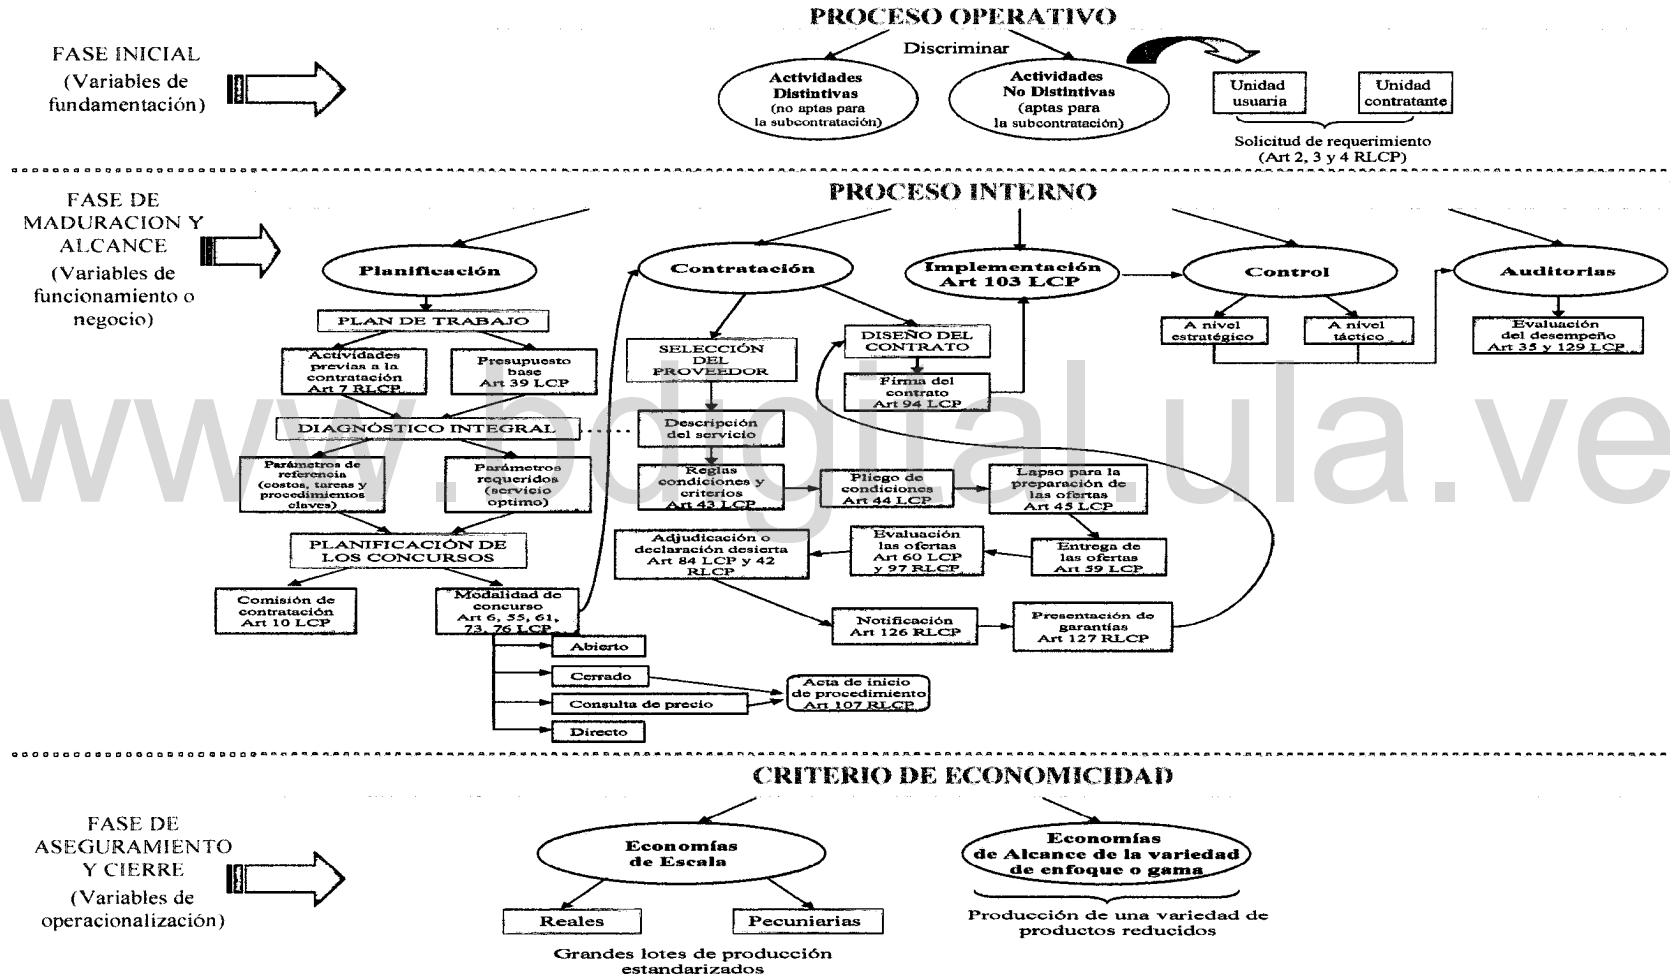 PROCESO OPERATIVO
FASE INICIAL
(Variables de
fundamentación)
Discriminar
Actividades
Distintivas
(no aptas para
la subcontratación)
Actividades
No Distintivas
(aptas para
la subcontratación)
Unidad
usuaria
Unidad
contratante
Solicitud de requerimiento
(Art 2, 3 y 4 RLCP)
PROCESO INTERNO
FASE DE
MADURACION Y
ALCANCE
(Variables de
funcionamiento o
negocio)
Planificación
Contratación
Implementación
Art 103 LCP
Control
Auditorias
PLAN DE TRABAJO
Actividades
previas a la
contratación
Art 7 RLCP
Presupuesto
base
Art 39 LCP
DIAGNÓSTICO INTEGRAL
Parámetros de
referencia
(costos, tareas y
procedimientos
claves)
Parámetros
requeridos
(servicio
optimo)
PLANIFICACIÓN DE
LOS CONCURSOS
Comisión de
contratación
Art 10 LCP
Modalidad de
concurso
Art 6, 55, 61,
73, 76 LCP
Abierto
Cerrado
Consulta de precio
Directo
Acta de inicio
de procedimiento
Art 107 RLCP
SELECCIÓN
DEL
PROVEEDOR
DISEÑO DEL
CONTRATO
Firma del
contrato
Art 94 LCP
Descripción
del servicio
Reglas
condiciones y
criterios
Art 43 LCP
Pliego de
condiciones
Art 44 LCP
Lapso para la
preparación de
las ofertas
Art 45 LCP
Entrega de
las ofertas
Art 59 LCP
Evaluación
las ofertas
Art 60 LCP
y 97 RLCP
Adjudicación o
declaración desierta
Art 84 LCP y 42
RLCP
Notificación
Art 126 RLCP
Presentación de
garantías
Art 127 RLCP
A nivel
estratégico
A nivel
táctico
Evaluación
del desempeño
Art 35 y 129 LCP
www.bdigital.ula.ve
CRITERIO DE ECONOMICIDAD
FASE DE
ASEGURAMIENTO
Y CIERRE
(Variables de
operacionalización)
Economías
de Escala
Reales
Pecuniarias
Grandes lotes de producción
estandarizados
Economías
de Alcance de la variedad
de enfoque o gama
Producción de una variedad de
productos reducidos